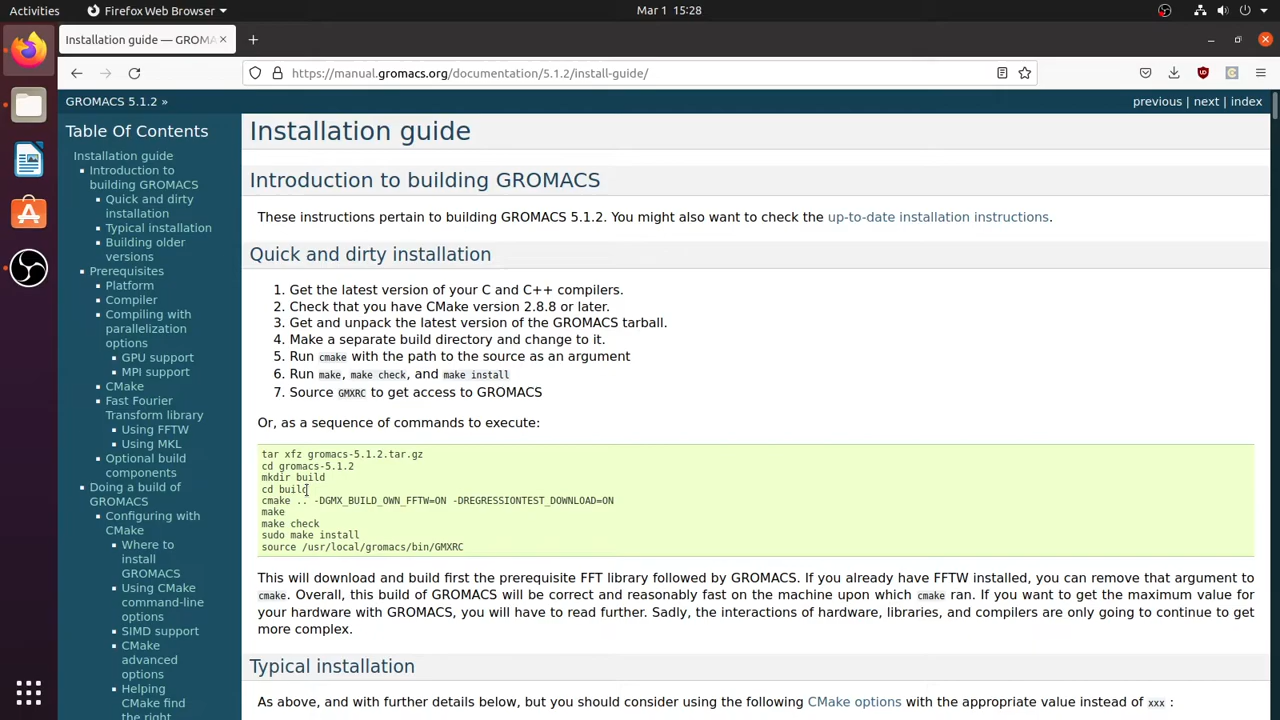 Activities
Firefox Web Browser
Mar 1 15:28
Installation guide — GROMA
https://manual.gromacs.org/documentation/5.1.2/install-guide/
GROMACS 5.1.2 »
previous | next | index
Table Of Contents
Installation guide
Introduction to
building GROMACS
Quick and dirty
installation
Typical installation
Building older
versions
Prerequisites
Platform
Compiler
Compiling with
parallelization
options
GPU support
MPI support
CMake
Fast Fourier
Transform library
Using FFTW
Using MKL
Optional build
components
Doing a build of
GROMACS
Configuring with
CMake
Where to
install
GROMACS
Using CMake
command-line
options
SIMD support
CMake
advanced
options
Helping
CMake find
the right
Installation guide
Introduction to building GROMACS
These instructions pertain to building GROMACS 5.1.2. You might also want to check the up-to-date installation instructions.
Quick and dirty installation
1. Get the latest version of your C and C++ compilers.
2. Check that you have CMake version 2.8.8 or later.
3. Get and unpack the latest version of the GROMACS tarball.
4. Make a separate build directory and change to it.
5. Run cmake with the path to the source as an argument
6. Run make, make check, and make install
7. Source GMXRC to get access to GROMACS
Or, as a sequence of commands to execute:
tar xfz gromacs-5.1.2.tar.gz
cd gromacs-5.1.2
mkdir build
cd build
cmake .. -DGMX_BUILD_OWN_FFTW=ON -DREGRESSIONTEST_DOWNLOAD=ON
make
make check
sudo make install
source /usr/local/gromacs/bin/GMXRC
This will download and build first the prerequisite FFT library followed by GROMACS. If you already have FFTW installed, you can remove that argument to
cmake. Overall, this build of GROMACS will be correct and reasonably fast on the machine upon which cmake ran. If you want to get the maximum value for
your hardware with GROMACS, you will have to read further. Sadly, the interactions of hardware, libraries, and compilers are only going to continue to get
more complex.
Typical installation
As above, and with further details below, but you should consider using the following CMake options with the appropriate value instead of xxx :